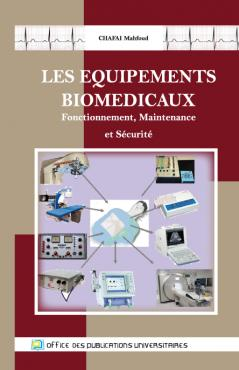 CHAFAI Mahfoud
LES EQUIPEMENTS
BIOMEDICAUX
Fonctionnement, Maintenance
et Sécurité
OFFICE DES PUBLICATIONS UNIVERSITAIRES